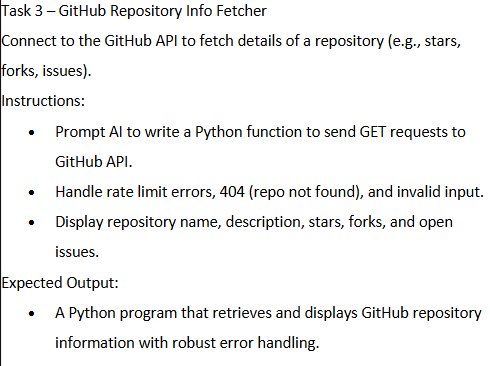 Task 3 – GitHub Repository Info Fetcher
Connect to the GitHub API to fetch details of a repository (e.g., stars,
forks, issues).
Instructions:
• Prompt AI to write a Python function to send GET requests to
GitHub API.
• Handle rate limit errors, 404 (repo not found), and invalid input.
• Display repository name, description, stars, forks, and open
issues.
Expected Output:
• A Python program that retrieves and displays GitHub repository
information with robust error handling.